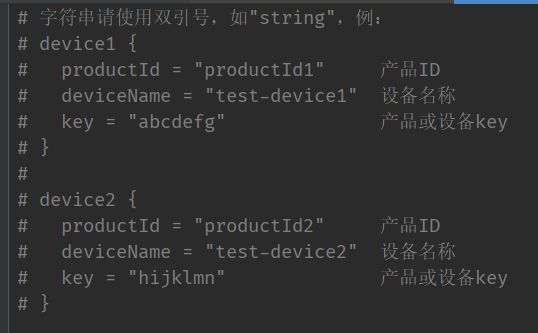 # 字符串请使用双引号，如"string"，例：
# device1 {
#   productId = "productId1"     产品ID
#   deviceName = "test-device1"  设备名称
#   key = "abcdefg"              产品或设备key
# }
#
# device2 {
#   productId = "productId2"     产品ID
#   deviceName = "test-device2"  设备名称
#   key = "hijklmn"              产品或设备key
# }